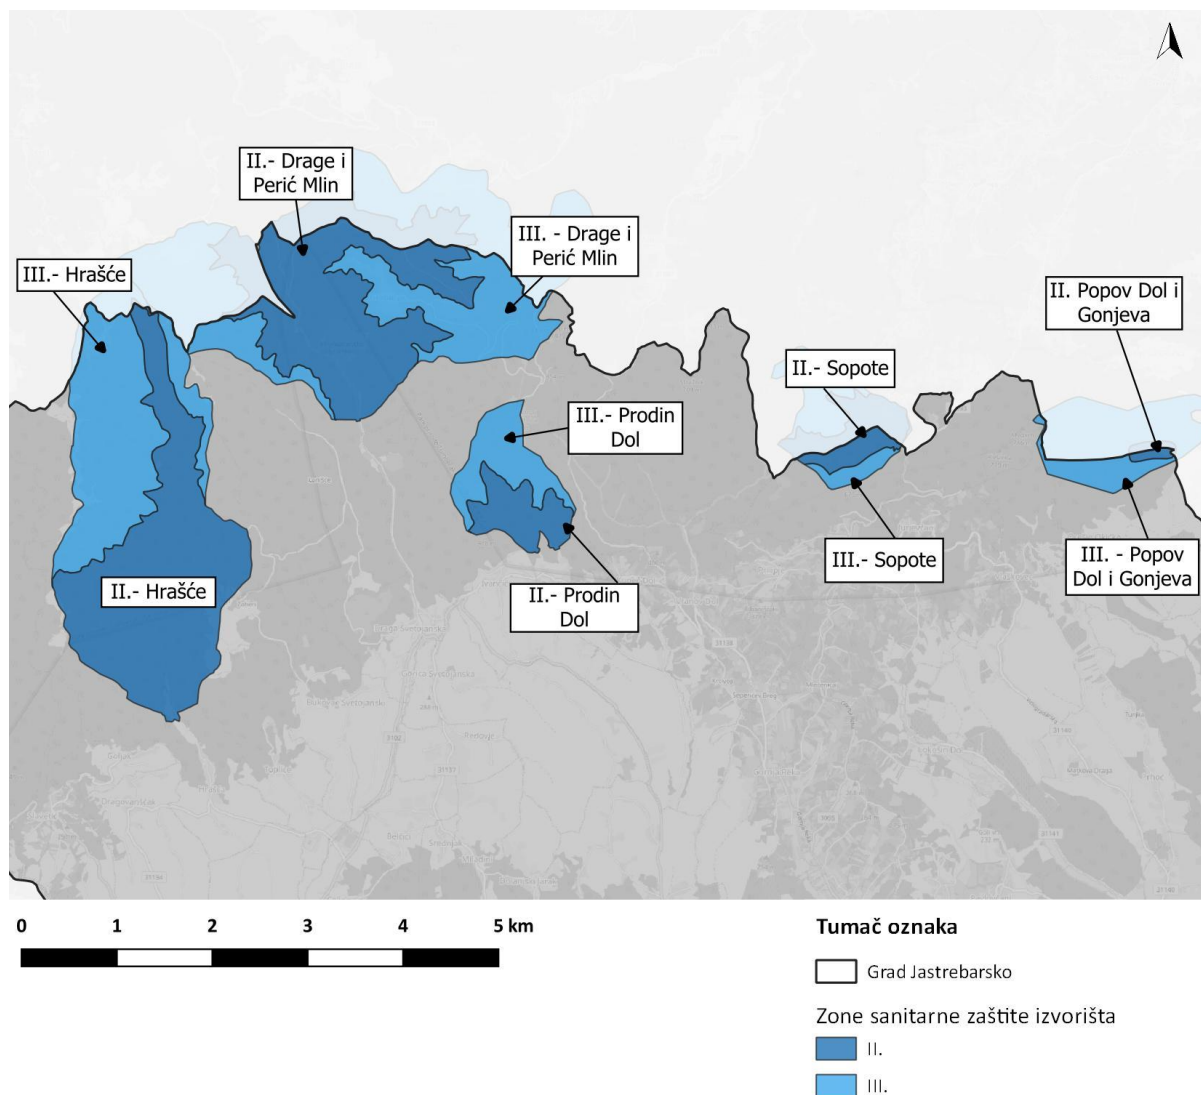 II.- Drage i
Perić Mlin
III. - Drage i
Perić Mlin
III.- Hrašće
II. Popov Dol i
Gonjeva
II.- Sopote
III.- Prodin
Dol
III.- Sopote
III. - Popov
Dol i Gonjeva
II.- Hrašće
II.- Prodin
Dol
0 1 2 3 4 5 km
Tumač oznaka
Grad Jastrebarsko
Zone sanitarne zaštite izvorišta
II.
III.